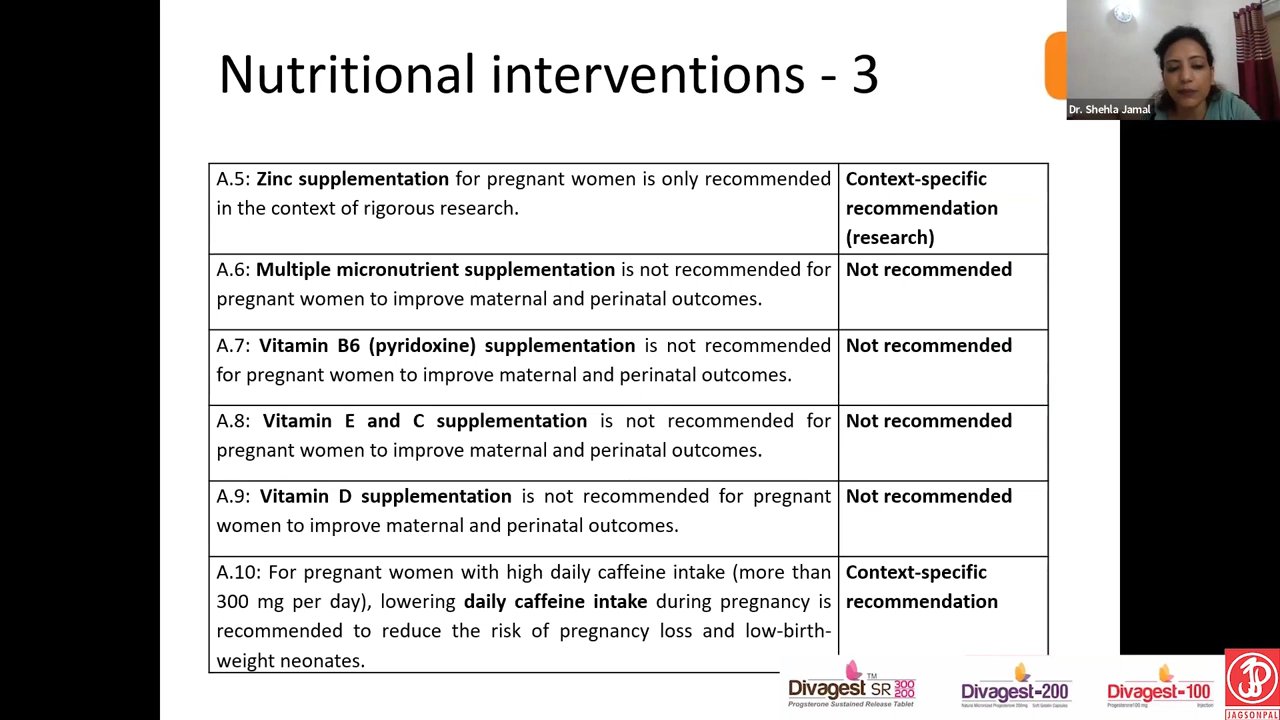 Nutritional interventions - 3
Dr. Shehla Jamal
A.5: Zinc supplementation for pregnant women is only recommended
in the context of rigorous research.
Context-specific
recommendation
(research)
A.6: Multiple micronutrient supplementation is not recommended for
pregnant women to improve maternal and perinatal outcomes.
Not recommended
A.7: Vitamin B6 (pyridoxine) supplementation is not recommended
for pregnant women to improve maternal and perinatal outcomes.
Not recommended
A.8: Vitamin E and C supplementation is not recommended for
pregnant women to improve maternal and perinatal outcomes.
Not recommended
A.9: Vitamin D supplementation is not recommended for pregnant
women to improve maternal and perinatal outcomes.
Not recommended
A.10: For pregnant women with high daily caffeine intake (more than
300 mg per day), lowering daily caffeine intake during pregnancy is
recommended to reduce the risk of pregnancy loss and low-birth-
weight neonates.
Context-specific
recommendation
Divagest SR 300 200 TM
Progsterone Sustained Release Tablet
Divagest-200
Natural Micronized Progesterone 200mg Soft Gelatin Capsules
Divagest-100
Progesterone100 mg Injection
JAGSONPAL